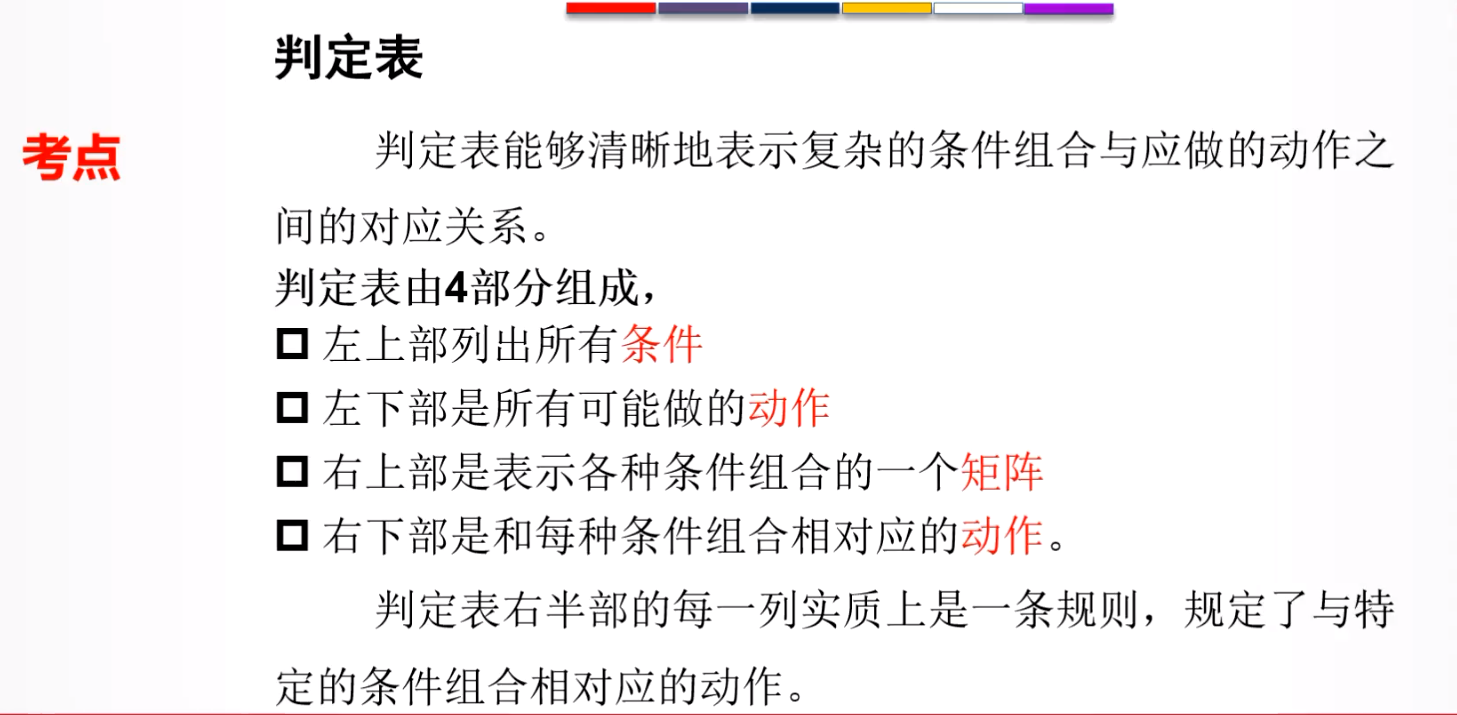 判定表
考点
判定表能够清晰地表示复杂的条件组合与应做的动作之
间的对应关系。
判定表由4部分组成，
左上部列出所有条件
左下部是所有可能做的动作
右上部是表示各种条件组合的一个矩阵
右下部是和每种条件组合相对应的动作。
判定表右半部的每一列实质上是一条规则，规定了与特
定的条件组合相对应的动作。